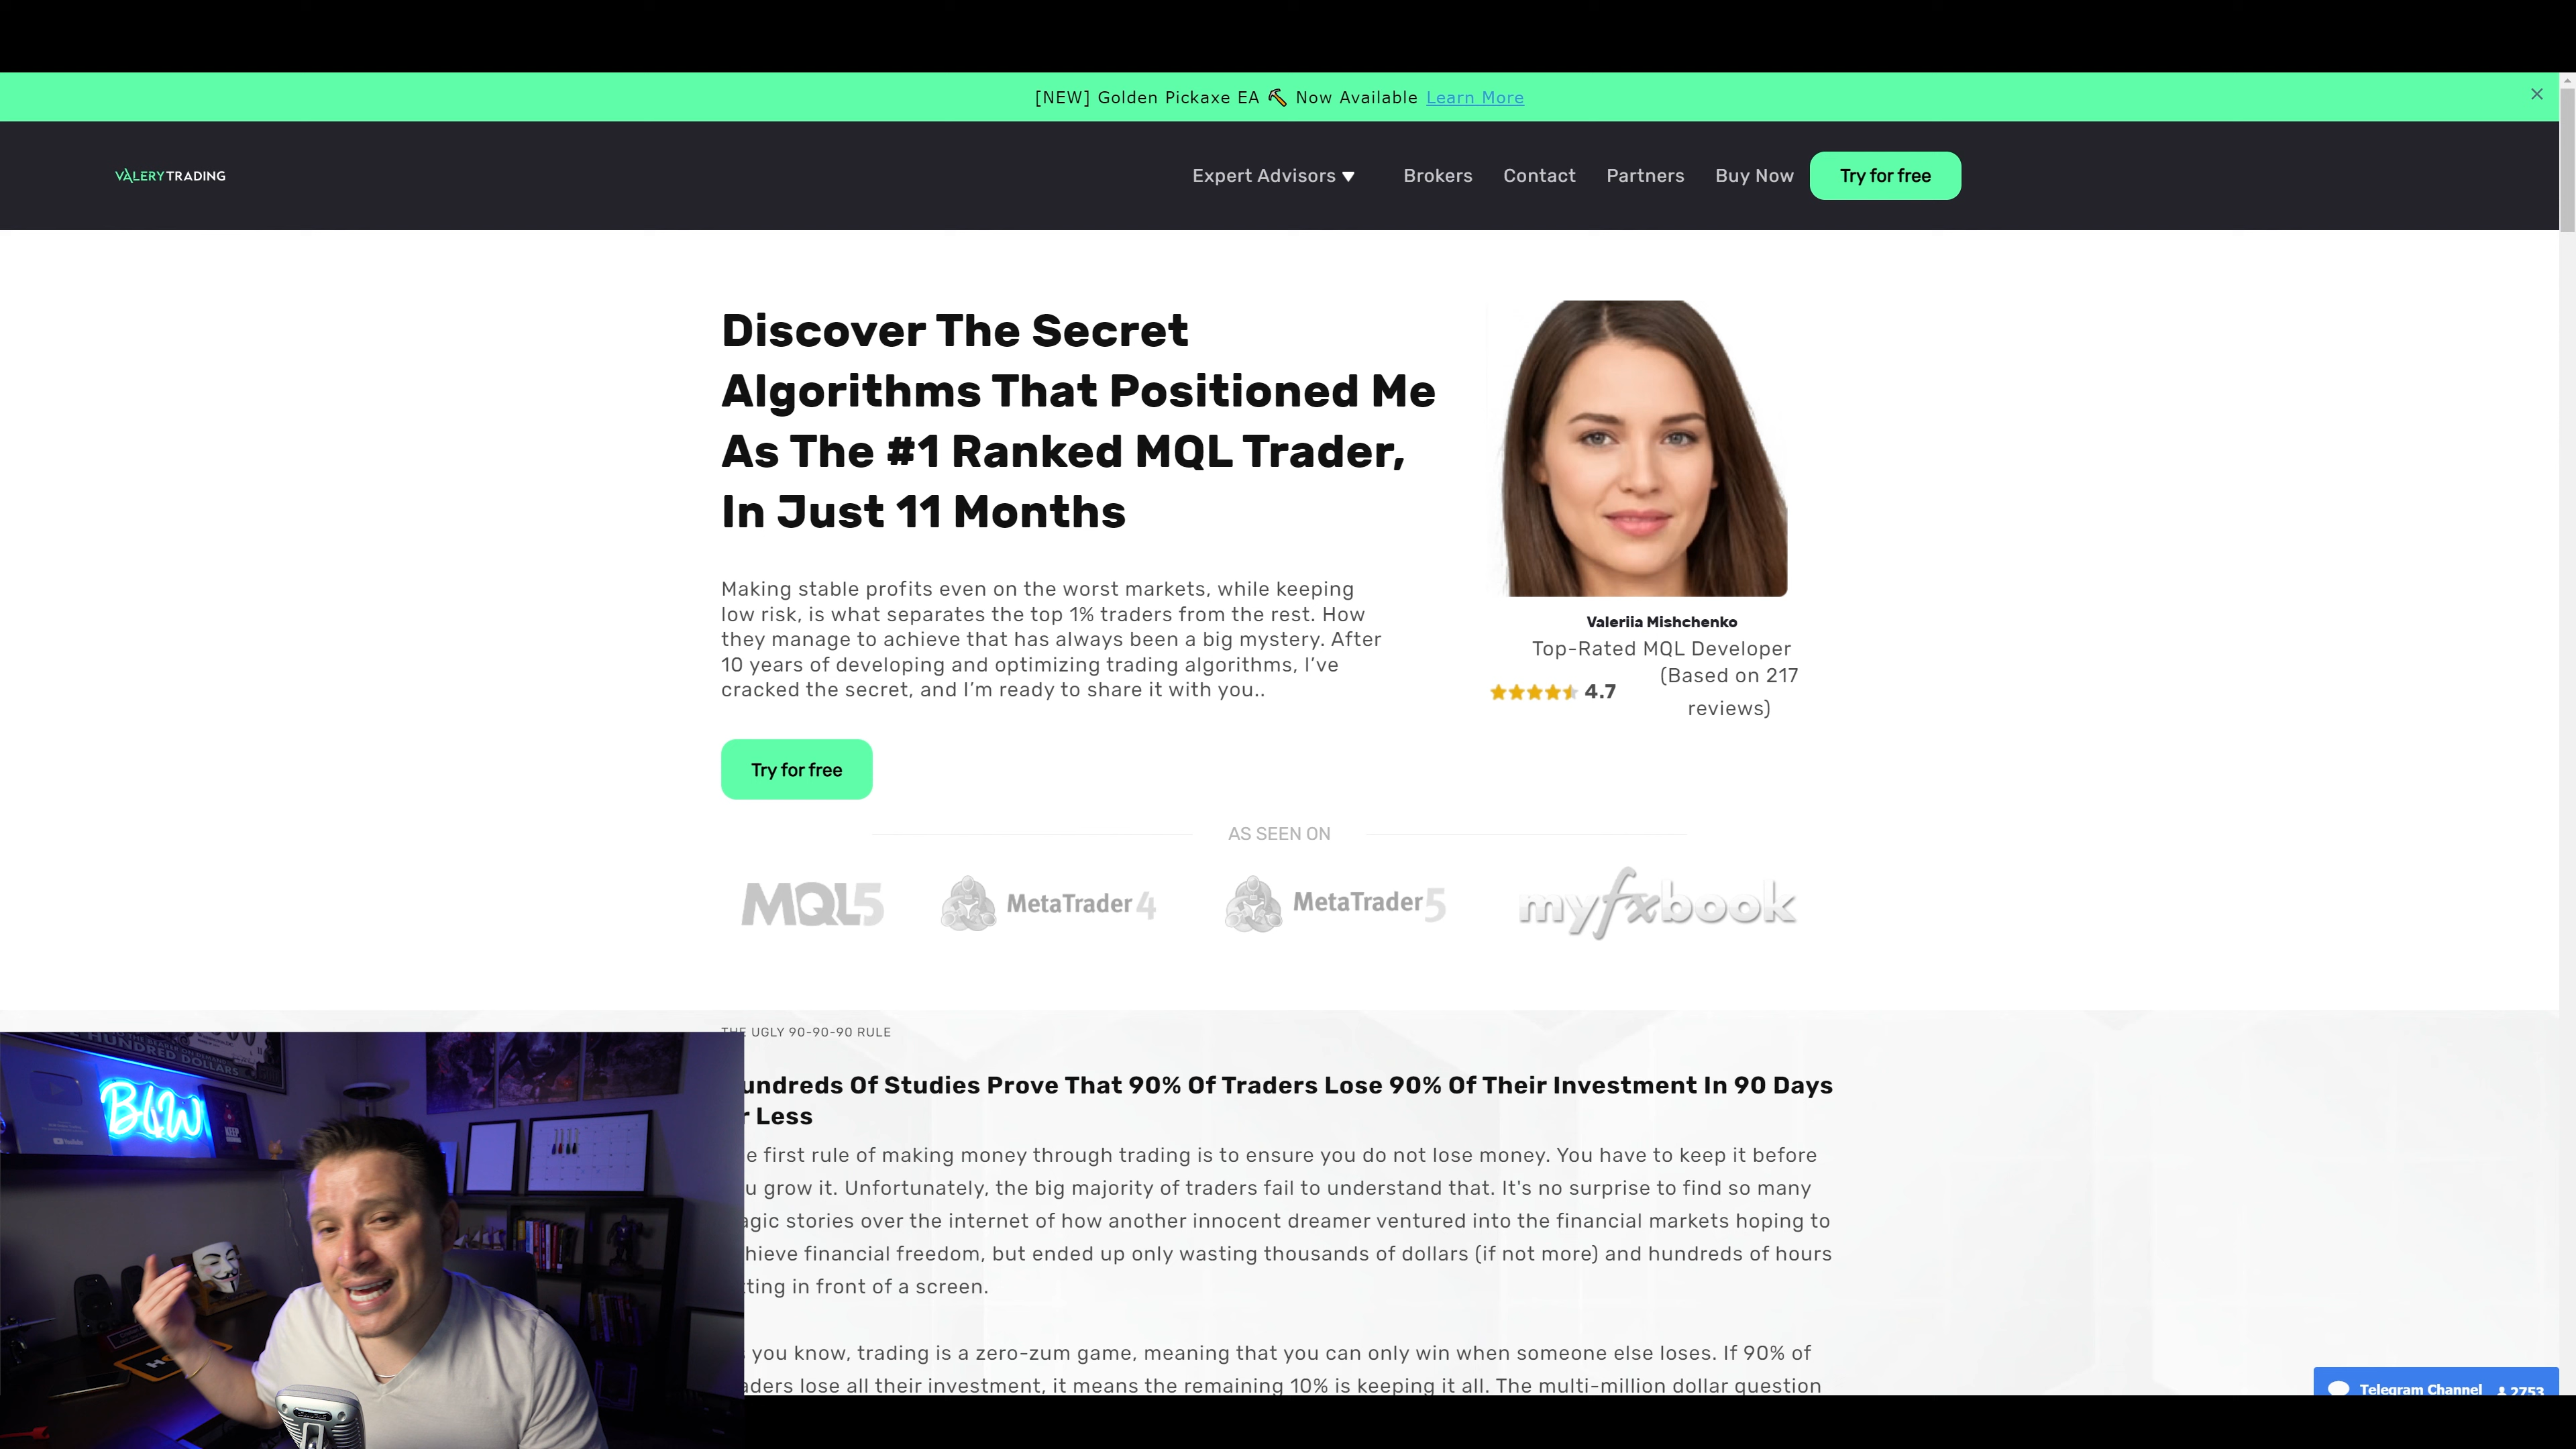 [NEW] Golden Pickaxe EA Now Available Learn More
VALERYTRADING
Expert Advisors Brokers Contact Partners Buy Now Try for free
Discover The Secret
Algorithms That Positioned Me
As The #1 Ranked MQL Trader,
In Just 11 Months
Making stable profits even on the worst markets, while keeping
low risk, is what separates the top 1% traders from the rest. How
they manage to achieve that has always been a big mystery. After
10 years of developing and optimizing trading algorithms, I've
cracked the secret, and I'm ready to share it with you..
Try for free
Valeriia Mishchenko
Top-Rated MQL Developer
4.7 (Based on 217
reviews)
AS SEEN ON
MQL5 MetaTrader 4 MetaTrader 5 myfxbook
THE UGLY 90-90-90 RULE
undreds Of Studies Prove That 90% Of Traders Lose 90% Of Their Investment In 90 Days
r Less
e first rule of making money through trading is to ensure you do not lose money. You have to keep it before
u grow it. Unfortunately, the big majority of traders fail to understand that. It's no surprise to find so many
agic stories over the internet of how another innocent dreamer ventured into the financial markets hoping to
hieve financial freedom, but ended up only wasting thousands of dollars (if not more) and hundreds of hours
ting in front of a screen.
you know, trading is a zero-zum game, meaning that you can only win when someone else loses. If 90% of
aders lose all their investment, it means the remaining 10% is keeping it all. The multi-million dollar question
Telegram Channel 2753
HUNDRED DOLLARS
B&W
KEEP
YouTube